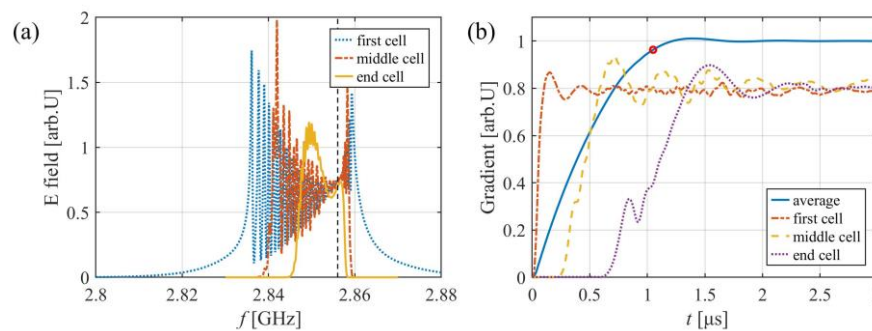 (a)
2
1.5
1
0.5
0
E field [arb.U]
2.8
2.82
2.84
2.86
2.88
f [GHz]
first cell
middle cell
end cell
(b)
1
0.8
0.6
0.4
0.2
0
Gradient [arb.U]
0
0.5
1
1.5
2
2.5
t [μs]
average
first cell
middle cell
end cell